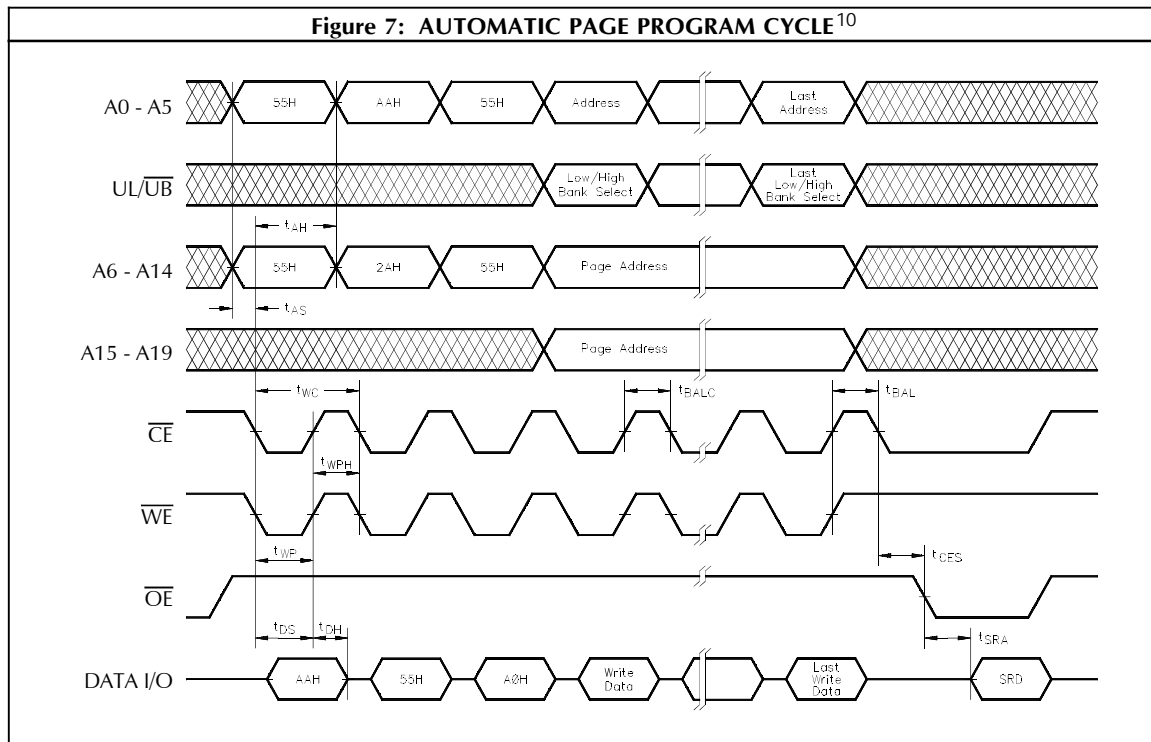 Figure 7: AUTOMATIC PAGE PROGRAM CYCLE10
A0 - A5
55H
AAH
55H
Address
Last
Address
UL/UB
Low/High
Bank Select
Last
Low/High
Bank Select
tAH
A6 - A14
55H
2AH
55H
Page Address
tAS
A15 - A19
Page Address
tWC
tBALC
tBAL
CE
tWPH
WE
tWP
tOES
OE
tDS
tDH
tSRA
DATA I/O
AAH
55H
A0H
Write
Data
Last
Write
Data
SRD